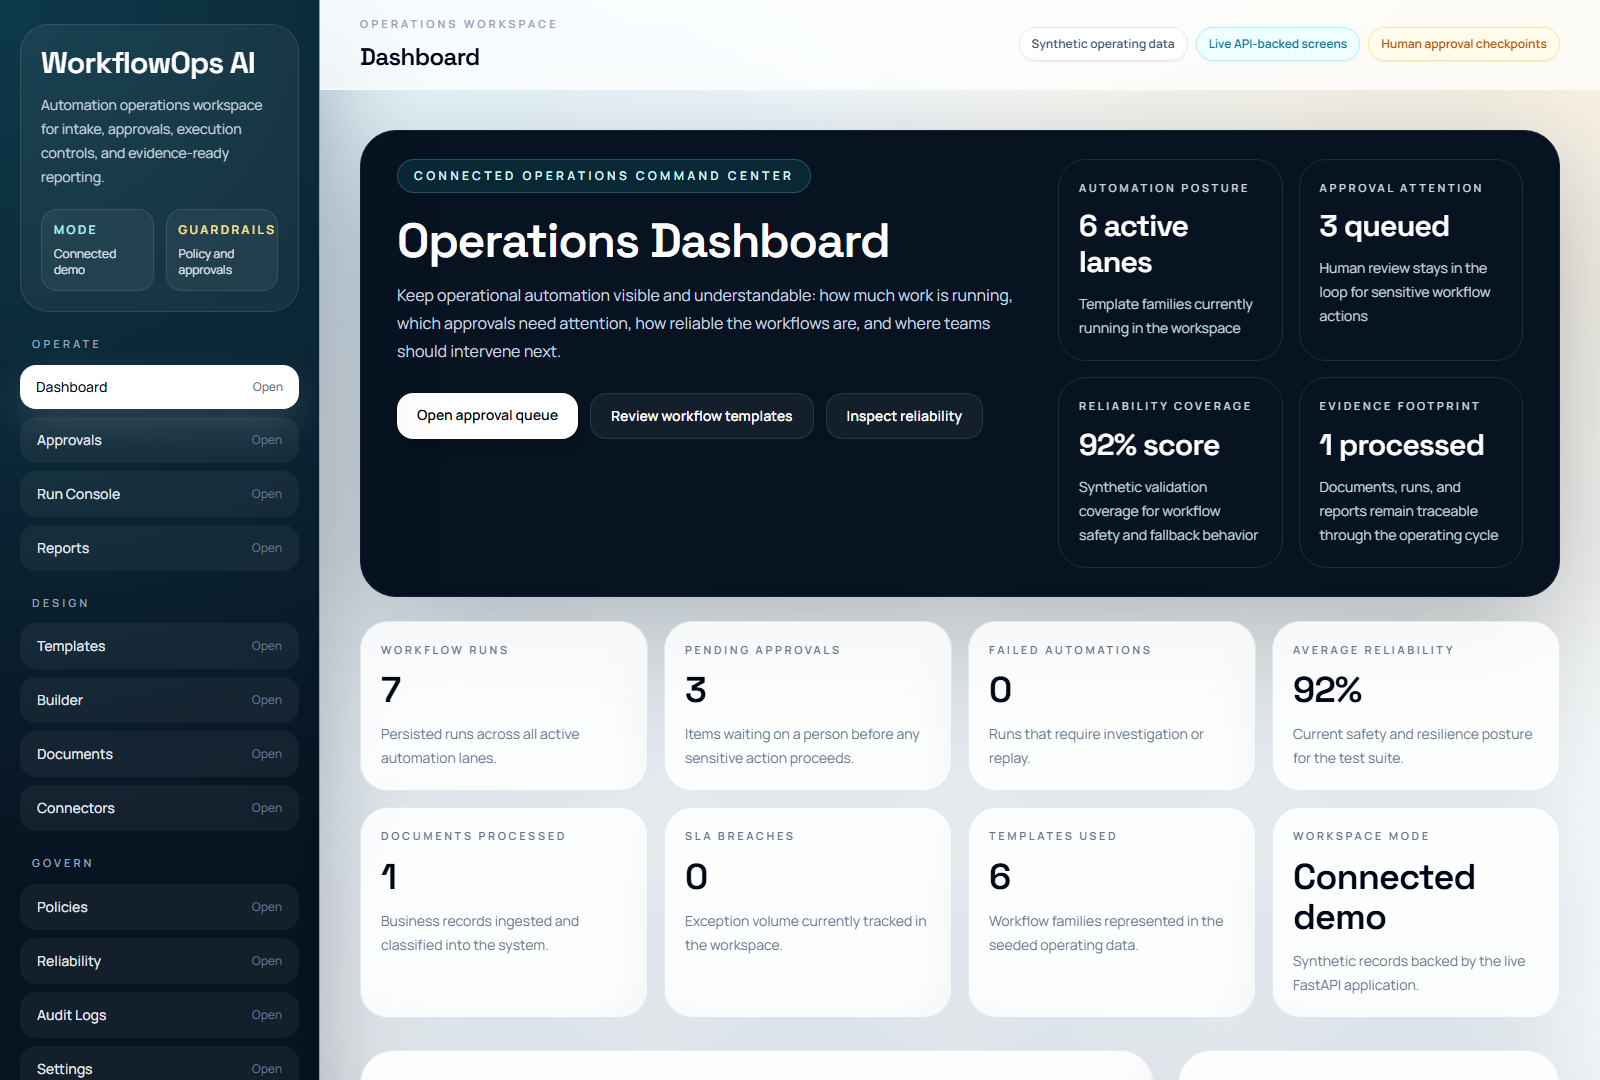 WorkflowOps AI
Automation operations workspace
for intake, approvals, execution
controls, and evidence-ready
reporting.
MODE
Connected
demo
GUARDRAILS
Policy and
approvals
OPERATE
Dashboard Open
Approvals Open
Run Console Open
Reports Open
DESIGN
Templates Open
Builder Open
Documents Open
Connectors Open
GOVERN
Policies Open
Reliability Open
Audit Logs Open
Settings Open
OPERATIONS WORKSPACE
Dashboard
Synthetic operating data
Live API-backed screens
Human approval checkpoints
CONNECTED OPERATIONS COMMAND CENTER
Operations Dashboard
Keep operational automation visible and understandable: how much work is running,
which approvals need attention, how reliable the workflows are, and where teams
should intervene next.
Open approval queue
Review workflow templates
Inspect reliability
AUTOMATION POSTURE
6 active
lanes
Template families currently
running in the workspace
APPROVAL ATTENTION
3 queued
Human review stays in the
loop for sensitive workflow
actions
RELIABILITY COVERAGE
92% score
Synthetic validation
coverage for workflow
safety and fallback behavior
EVIDENCE FOOTPRINT
1 processed
Documents, runs, and
reports remain traceable
through the operating cycle
WORKFLOW RUNS
7
Persisted runs across all active
automation lanes.
PENDING APPROVALS
3
Items waiting on a person before any
sensitive action proceeds.
FAILED AUTOMATIONS
0
Runs that require investigation or
replay.
AVERAGE RELIABILITY
92%
Current safety and resilience posture
for the test suite.
DOCUMENTS PROCESSED
1
Business records ingested and
classified into the system.
SLA BREACHES
0
Exception volume currently tracked in
the workspace.
TEMPLATES USED
6
Workflow families represented in the
seeded operating data.
WORKSPACE MODE
Connected
demo
Synthetic records backed by the live
FastAPI application.